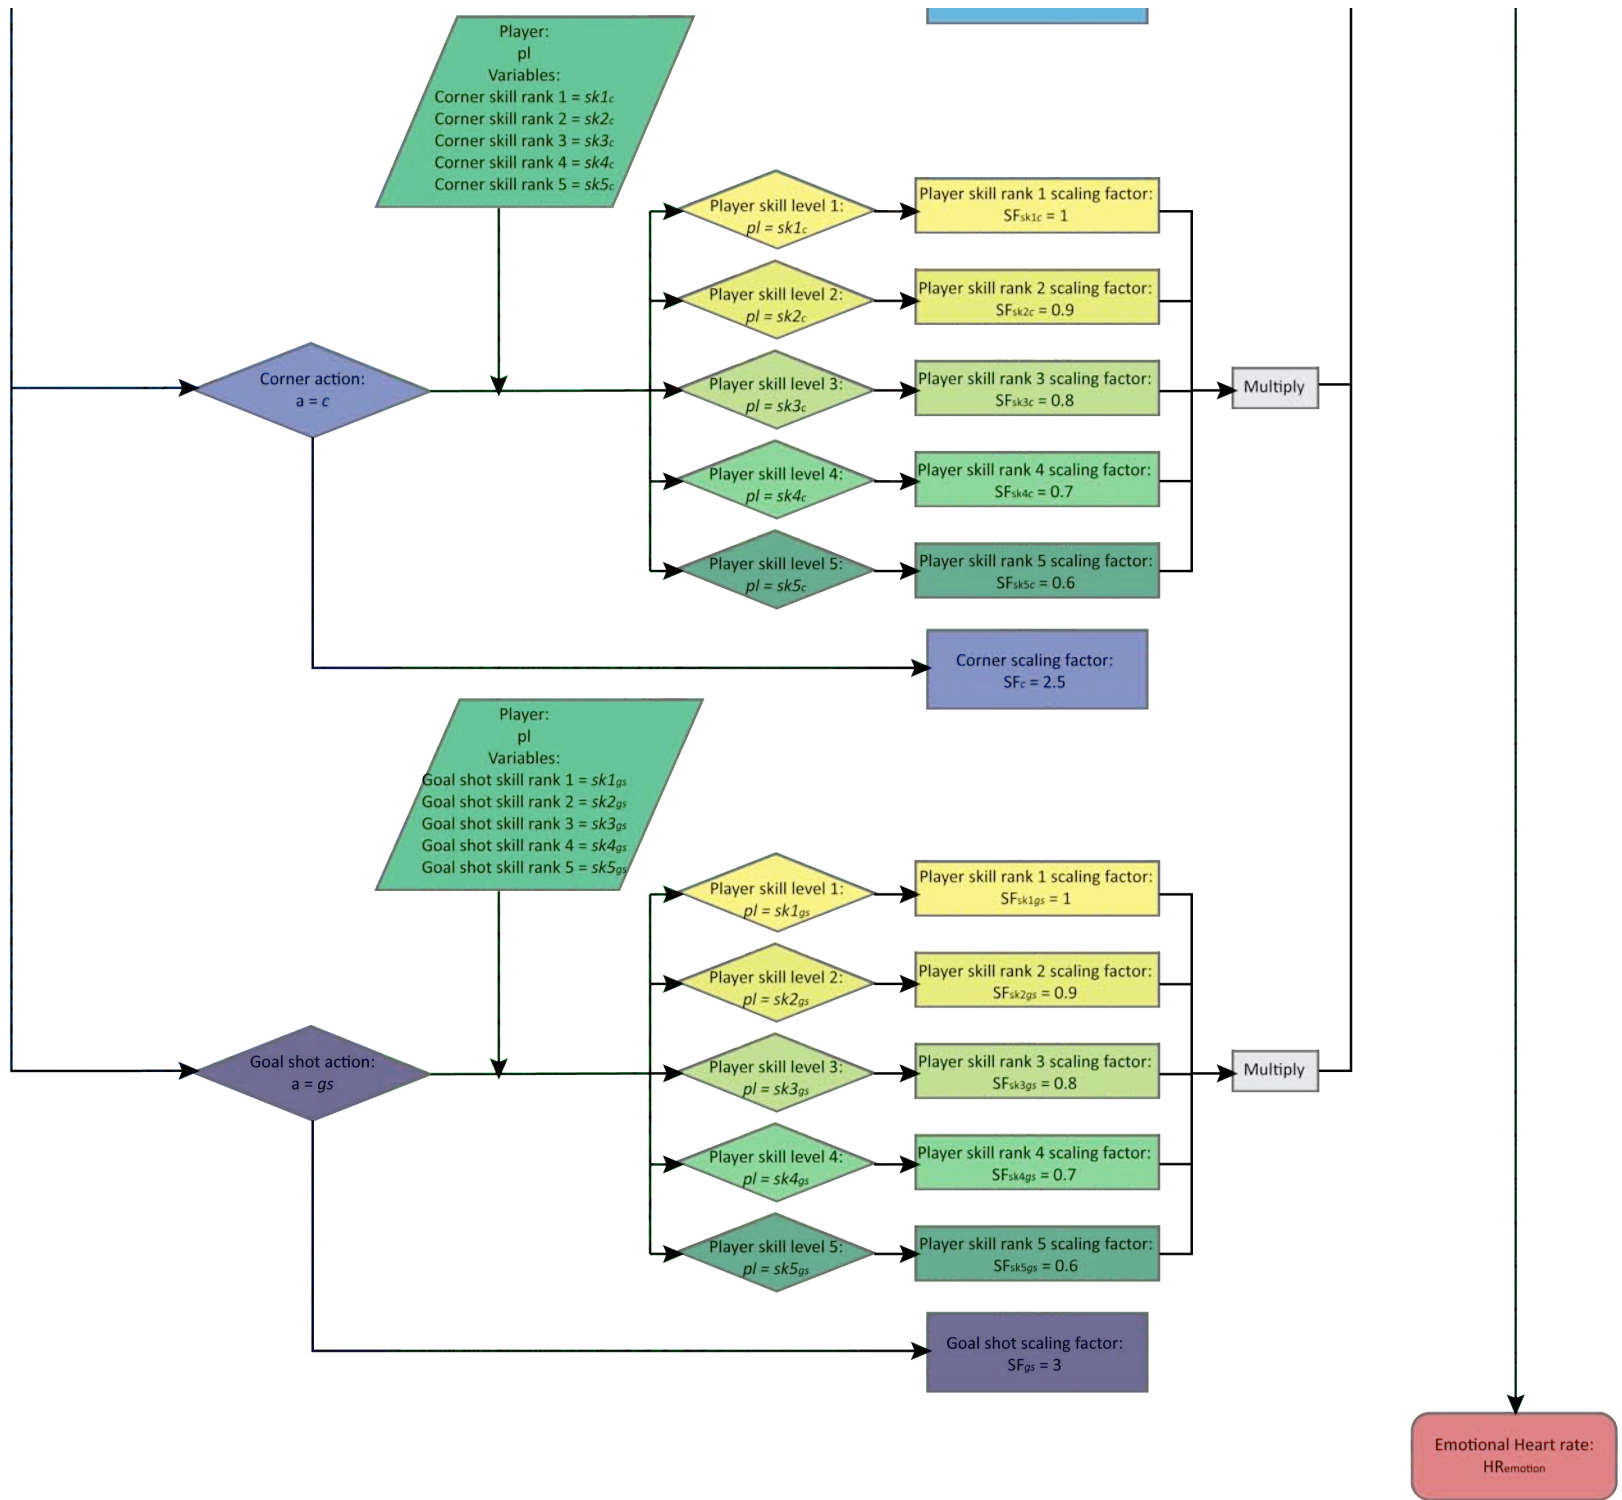 Player:
pl
Variables:
Corner skill rank 1 = sk1c
Corner skill rank 2 = sk2c
Corner skill rank 3 = sk3c
Corner skill rank 4 = sk4c
Corner skill rank 5 = sk5c
Player skill level 1:
pl = sk1c
Player skill rank 1 scaling factor:
SFsk1c = 1
Player skill level 2:
pl = sk2c
Player skill rank 2 scaling factor:
SFsk2c = 0.9
Corner action:
a = c
Player skill level 3:
pl = sk3c
Player skill rank 3 scaling factor:
SFsk3c = 0.8
Multiply
Player skill level 4:
pl = sk4c
Player skill rank 4 scaling factor:
SFsk4c = 0.7
Player skill level 5:
pl = sk5c
Player skill rank 5 scaling factor:
SFsk5c = 0.6
Corner scaling factor:
SFc = 2.5
Player:
pl
Variables:
Goal shot skill rank 1 = sk1gs
Goal shot skill rank 2 = sk2gs
Goal shot skill rank 3 = sk3gs
Goal shot skill rank 4 = sk4gs
Goal shot skill rank 5 = sk5gs
Player skill level 1:
pl = sk1gs
Player skill rank 1 scaling factor:
SFsk1gs = 1
Player skill level 2:
pl = sk2gs
Player skill rank 2 scaling factor:
SFsk2gs = 0.9
Goal shot action:
a = gs
Player skill level 3:
pl = sk3gs
Player skill rank 3 scaling factor:
SFsk3gs = 0.8
Multiply
Player skill level 4:
pl = sk4gs
Player skill rank 4 scaling factor:
SFsk4gs = 0.7
Player skill level 5:
pl = sk5gs
Player skill rank 5 scaling factor:
SFsk5gs = 0.6
Goal shot scaling factor:
SFgs = 3
Emotional Heart rate:
HRemotion